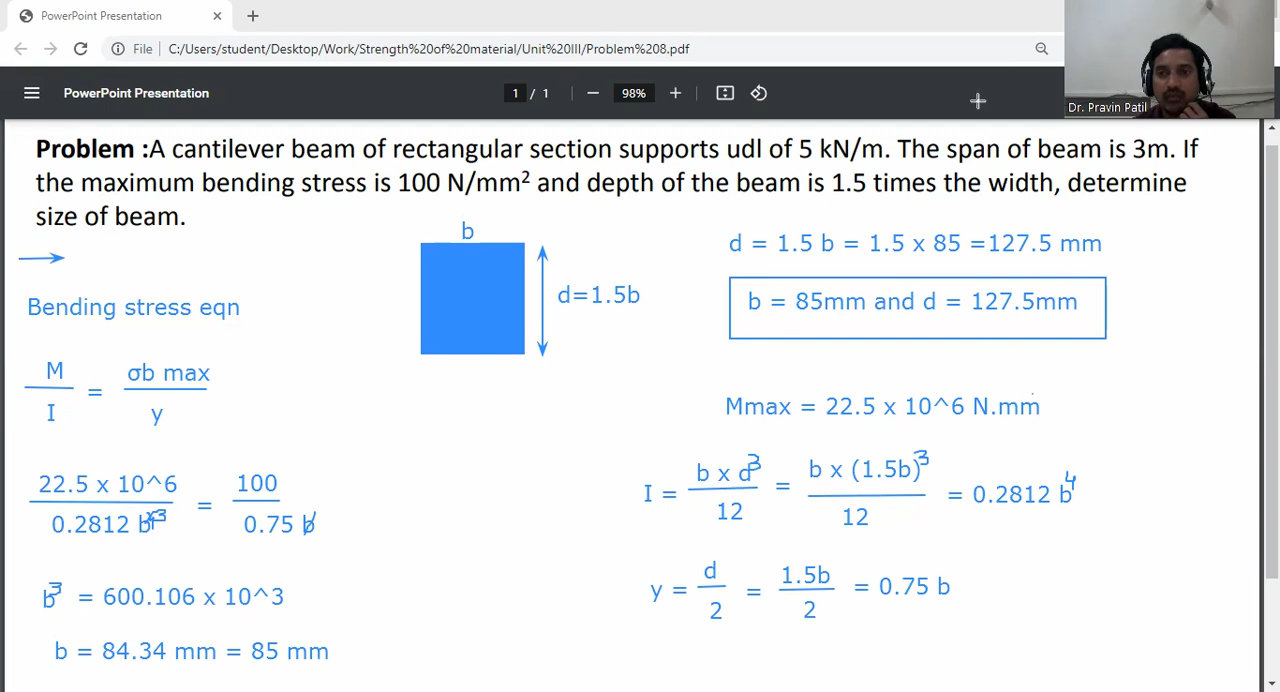 PowerPoint Presentation
File
C:/Users/student/Desktop/Work/Strength%20of%20material/Unit%20III/Problem%208.pdf
PowerPoint Presentation
1 / 1
98%
Dr. Pravin Patil
Problem :A cantilever beam of rectangular section supports udl of 5 kN/m. The span of beam is 3m. If
the maximum bending stress is 100 N/mm² and depth of the beam is 1.5 times the width, determine
size of beam.
b
d=1.5b
Bending stress eqn
M/I = σb max/y
22.5 x 10^6/0.2812 b³ = 100/0.75 b
b³ = 600.106 x 10^3
b = 84.34 mm = 85 mm
d = 1.5 b = 1.5 x 85 =127.5 mm
b = 85mm and d = 127.5mm
Mmax = 22.5 x 10^6 N.mm
I = b x d³/12 = b x (1.5b)³/12 = 0.2812 b⁴
y = d/2 = 1.5b/2 = 0.75 b